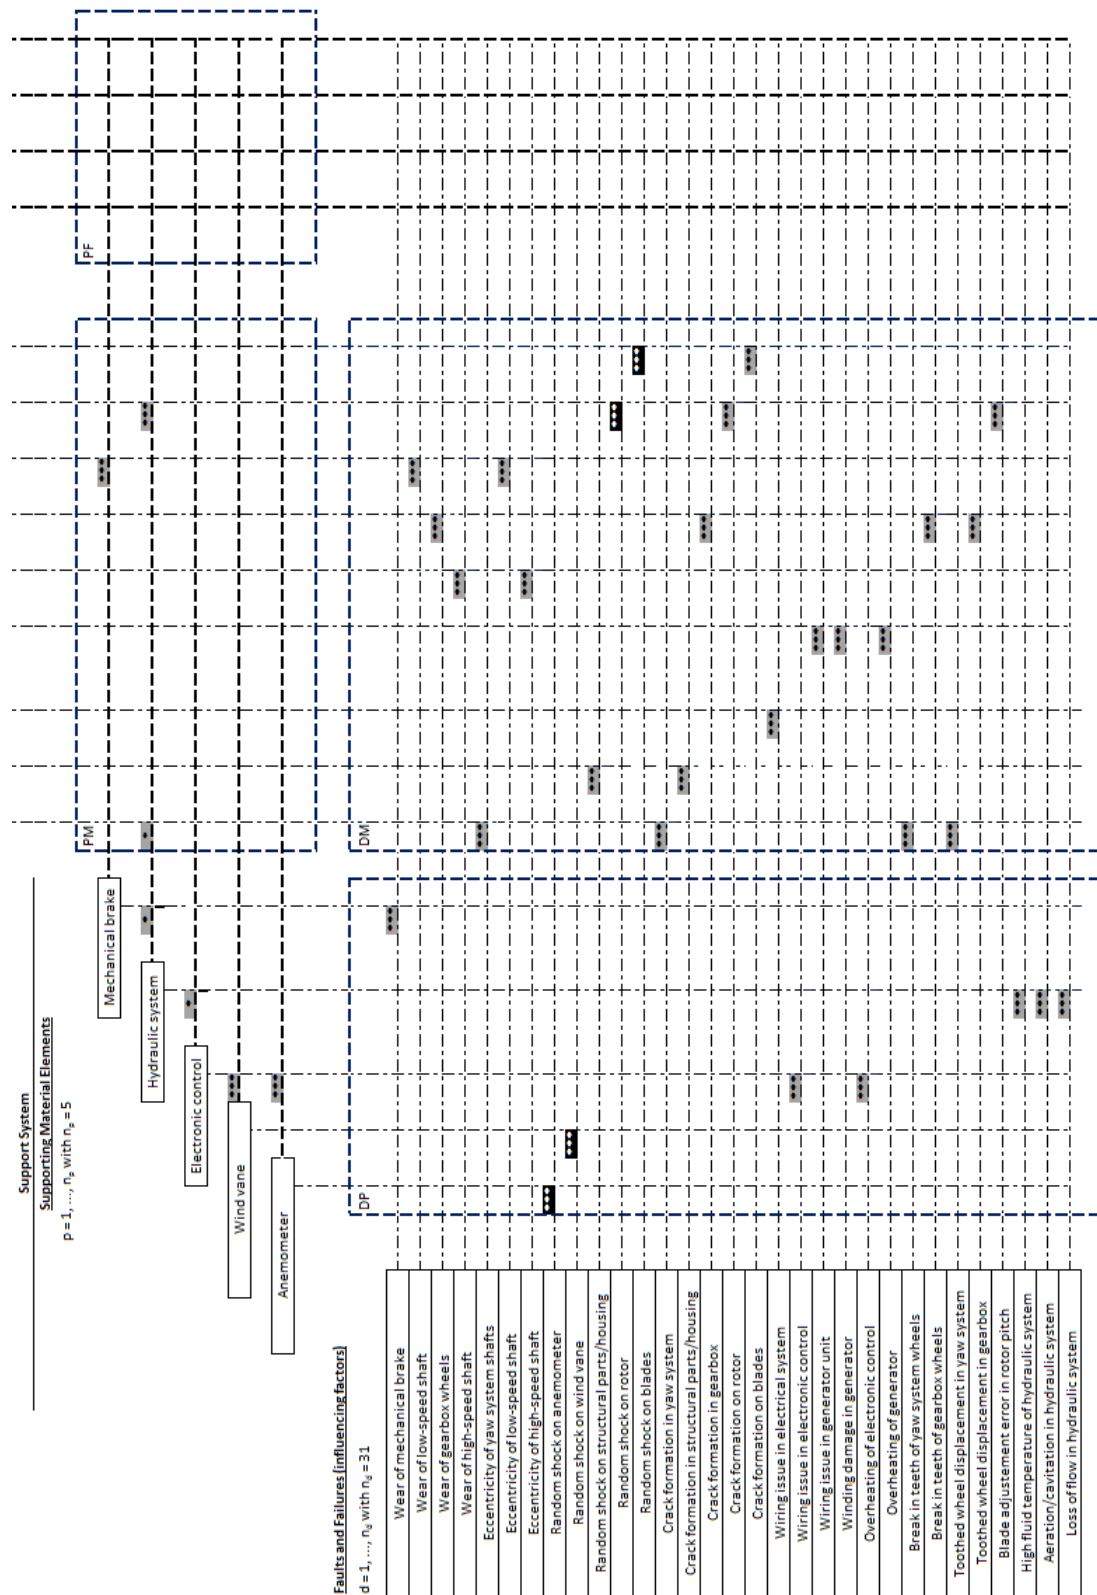 Support System
Supporting Material Elements
p = 1, ..., nₚ with nₚ = 5
Mechanical brake
Hydraulic system
Electronic control
Wind vane
Anemometer
PM
PF
DP
DM
Faults and Failures (influencing factors)
d = 1, ..., n_d with n_d = 31
Wear of mechanical brake
Wear of low-speed shaft
Wear of gearbox wheels
Wear of high-speed shaft
Eccentricity of yaw system shafts
Eccentricity of low-speed shaft
Eccentricity of high-speed shaft
Random shock on anemometer
Random shock on wind vane
Random shock on structural parts/housing
Random shock on rotor
Random shock on blades
Crack formation in yaw system
Crack formation in structural parts/housing
Crack formation in gearbox
Crack formation on rotor
Crack formation on blades
Wiring issue in electrical system
Wiring issue in electronic control
Wiring issue in generator unit
Winding damage in generator
Overheating of electronic control
Overheating of generator
Break in teeth of yaw system wheels
Break in teeth of gearbox wheels
Toothed wheel displacement in yaw system
Toothed wheel displacement in gearbox
Blade adjustement error in rotor pitch
High fluid temperature of hydraulic system
Aeration/cavitation in hydraulic system
Loss of flow in hydraulic system